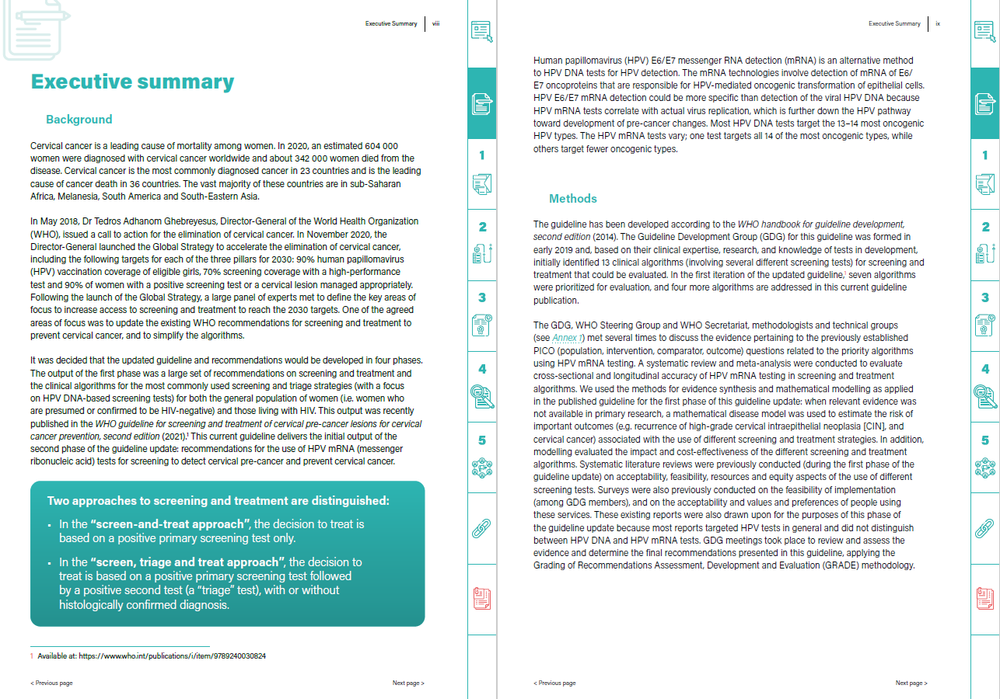 Executive Summary viii
Executive summary
Background
Cervical cancer is a leading cause of mortality among women. In 2020, an estimated 604 000
women were diagnosed with cervical cancer worldwide and about 342 000 women died from the
disease. Cervical cancer is the most commonly diagnosed cancer in 23 countries and is the leading
cause of cancer death in 36 countries. The vast majority of these countries are in sub-Saharan
Africa, Melanesia, South America and South-Eastern Asia.
In May 2018, Dr Tedros Adhanom Ghebreyesus, Director-General of the World Health Organization
(WHO), issued a call to action for the elimination of cervical cancer. In November 2020, the
Director-General launched the Global Strategy to accelerate the elimination of cervical cancer,
including the following targets for each of the three pillars for 2030: 90% human papillomavirus
(HPV) vaccination coverage of eligible girls, 70% screening coverage with a high-performance
test and 90% of women with a positive screening test or a cervical lesion managed appropriately.
Following the launch of the Global Strategy, a large panel of experts met to define the key areas of
focus to increase access to screening and treatment to reach the 2030 targets. One of the agreed
areas of focus was to update the existing WHO recommendations for screening and treatment to
prevent cervical cancer, and to simplify the algorithms.
It was decided that the updated guideline and recommendations would be developed in four phases.
The output of the first phase was a large set of recommendations on screening and treatment and
the clinical algorithms for the most commonly used screening and triage strategies (with a focus
on HPV DNA-based screening tests) for both the general population of women (i.e. women who
are presumed or confirmed to be HIV-negative) and those living with HIV. This output was recently
published in the WHO guideline for screening and treatment of cervical pre-cancer lesions for cervical
cancer prevention, second edition (2021).¹ This current guideline delivers the initial output of the
second phase of the guideline update: recommendations for the use of HPV mRNA (messenger
ribonucleic acid) tests for screening to detect cervical pre-cancer and prevent cervical cancer.
Two approaches to screening and treatment are distinguished:
• In the “screen-and-treat approach”, the decision to treat is
based on a positive primary screening test only.
• In the “screen, triage and treat approach”, the decision to
treat is based on a positive primary screening test followed
by a positive second test (a “triage” test), with or without
histologically confirmed diagnosis.
1 Available at: https://www.who.int/publications/i/item/9789240030824
< Previous page
Next page >
1
2
3
4
5
Executive Summary ix
Human papillomavirus (HPV) E6/E7 messenger RNA detection (mRNA) is an alternative method
to HPV DNA tests for HPV detection. The mRNA technologies involve detection of mRNA of E6/
E7 oncoproteins that are responsible for HPV-mediated oncogenic transformation of epithelial cells.
HPV E6/E7 mRNA detection could be more specific than detection of the viral HPV DNA because
HPV mRNA tests correlate with actual virus replication, which is further down the HPV pathway
toward development of pre-cancer changes. Most HPV DNA tests target the 13–14 most oncogenic
HPV types. The HPV mRNA tests vary; one test targets all 14 of the most oncogenic types, while
others target fewer oncogenic types.
Methods
The guideline has been developed according to the WHO handbook for guideline development,
second edition (2014). The Guideline Development Group (GDG) for this guideline was formed in
early 2019 and, based on their clinical expertise, research, and knowledge of tests in development,
initially identified 13 clinical algorithms (involving several different screening tests) for screening and
treatment that could be evaluated. In the first iteration of the updated guideline,¹ seven algorithms
were prioritized for evaluation, and four more algorithms are addressed in this current guideline
publication.
The GDG, WHO Steering Group and WHO Secretariat, methodologists and technical groups
(see Annex 1) met several times to discuss the evidence pertaining to the previously established
PICO (population, intervention, comparator, outcome) questions related to the priority algorithms
using HPV mRNA testing. A systematic review and meta-analysis were conducted to evaluate
cross-sectional and longitudinal accuracy of HPV mRNA testing in screening and treatment
algorithms. We used the methods for evidence synthesis and mathematical modelling as applied
in the published guideline for the first phase of this guideline update: when relevant evidence was
not available in primary research, a mathematical disease model was used to estimate the risk of
important outcomes (e.g. recurrence of high-grade cervical intraepithelial neoplasia [CIN], and
cervical cancer) associated with the use of different screening and treatment strategies. In addition,
modelling evaluated the impact and cost-effectiveness of the different screening and treatment
algorithms. Systematic literature reviews were previously conducted (during the first phase of the
guideline update) on acceptability, feasibility, resources and equity aspects of the use of different
screening tests. Surveys were also previously conducted on the feasibility of implementation
(among GDG members), and on the acceptability and values and preferences of people using
these services. These existing reports were also drawn upon for the purposes of this phase of
the guideline update because most reports targeted HPV tests in general and did not distinguish
between HPV DNA and HPV mRNA tests. GDG meetings took place to review and assess the
evidence and determine the final recommendations presented in this guideline, applying the
Grading of Recommendations Assessment, Development and Evaluation (GRADE) methodology.
< Previous page
Next page >
1
2
3
4
5